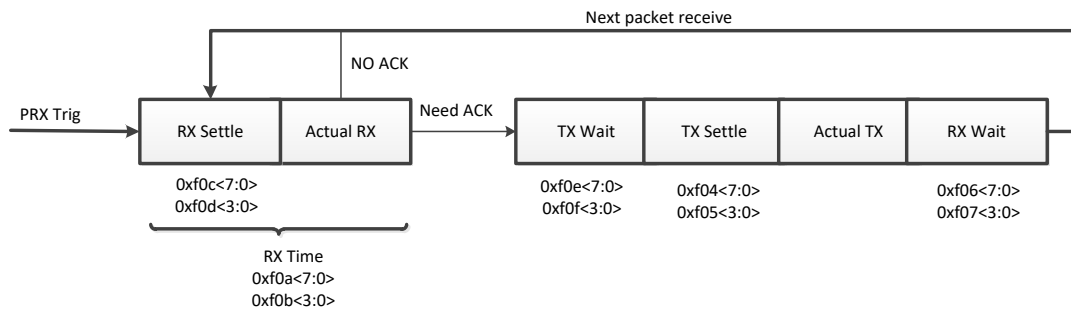 Next packet receive
NO ACK
PRX Trig
RX Settle
Actual RX
Need ACK
TX Wait
TX Settle
Actual TX
RX Wait
0xf0c<7:0>
0xf0d<3:0>
0xf0e<7:0>
0xf0f<3:0>
0xf04<7:0>
0xf05<3:0>
0xf06<7:0>
0xf07<3:0>
RX Time
0xf0a<7:0>
0xf0b<3:0>